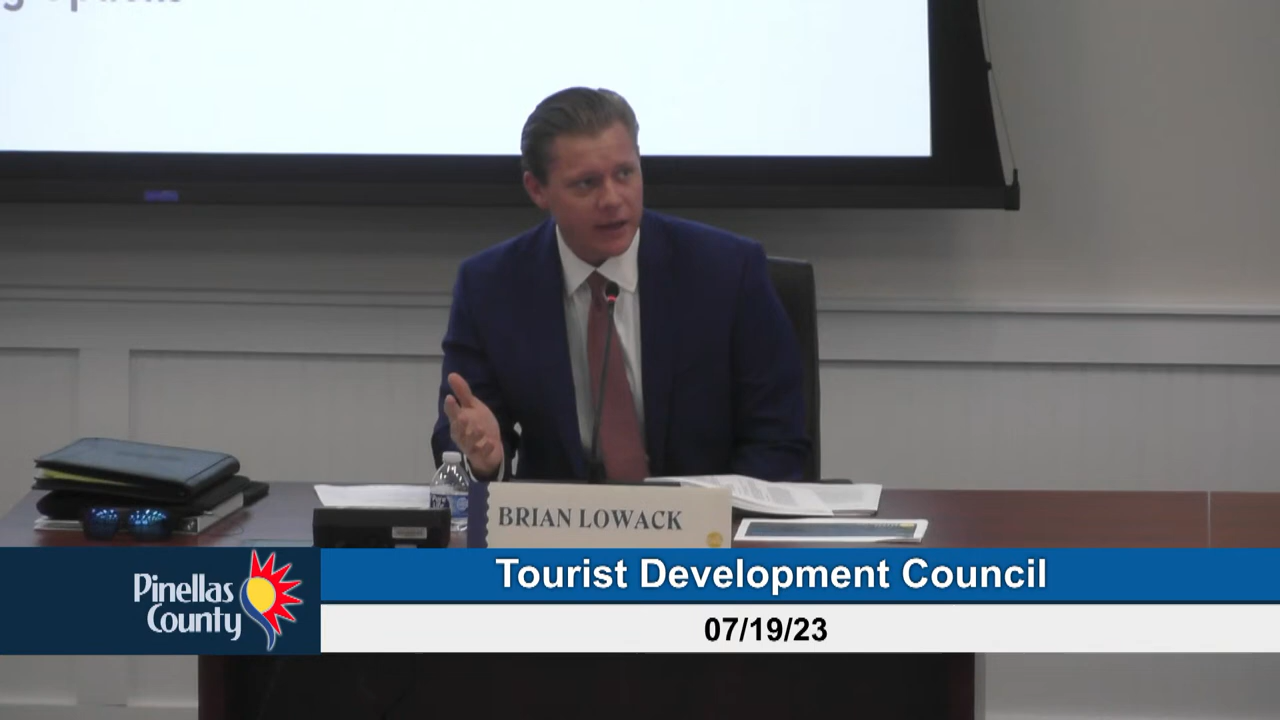 BRIAN LOWACK
Pinellas
County
Tourist Development Council
07/19/23